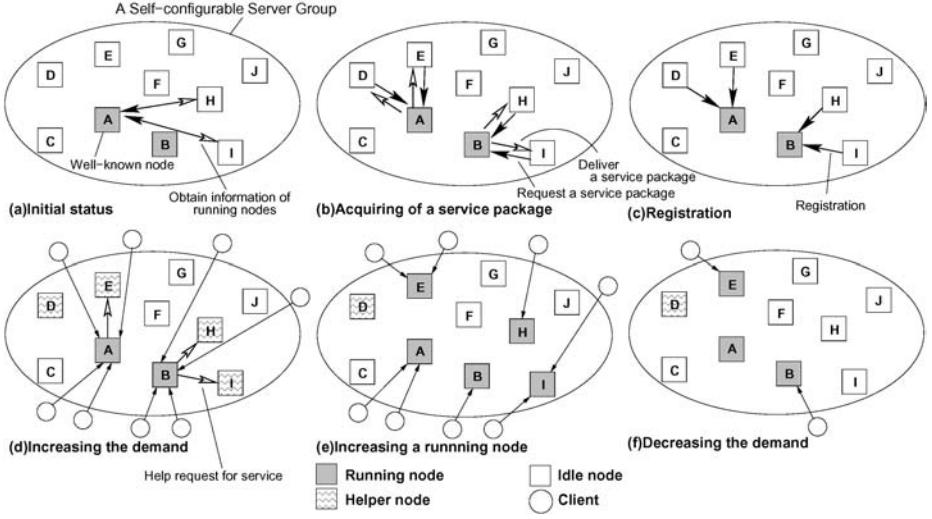 A Self-configurable Server Group
D
E
G
J
F
H
A
C
B
I
Well-known node
Obtain information of
running nodes
(a)Initial status
D
E
G
J
F
H
A
C
B
I
Deliver
a service package
Request a service package
(b)Acquiring of a service package
D
E
G
J
F
H
A
C
B
I
Registration
(c)Registration
D
E
G
J
F
H
A
C
B
I
(d)Increasing the demand
Help request for service
D
E
G
J
F
H
A
C
B
I
(e)Increasing a runnning node
D
E
G
J
F
H
A
C
B
I
(f)Decreasing the demand
Running node
Idle node
Helper node
Client